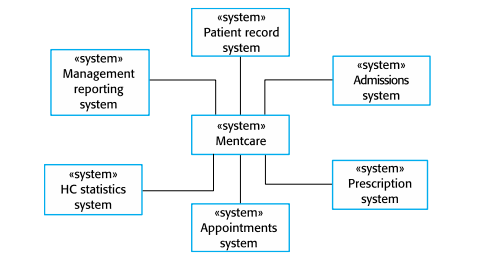 «system»
Patient record
system
«system»
Management
reporting
system
«system»
Admissions
system
«system»
Mentcare
«system»
HC statistics
system
«system»
Prescription
system
«system»
Appointments
system